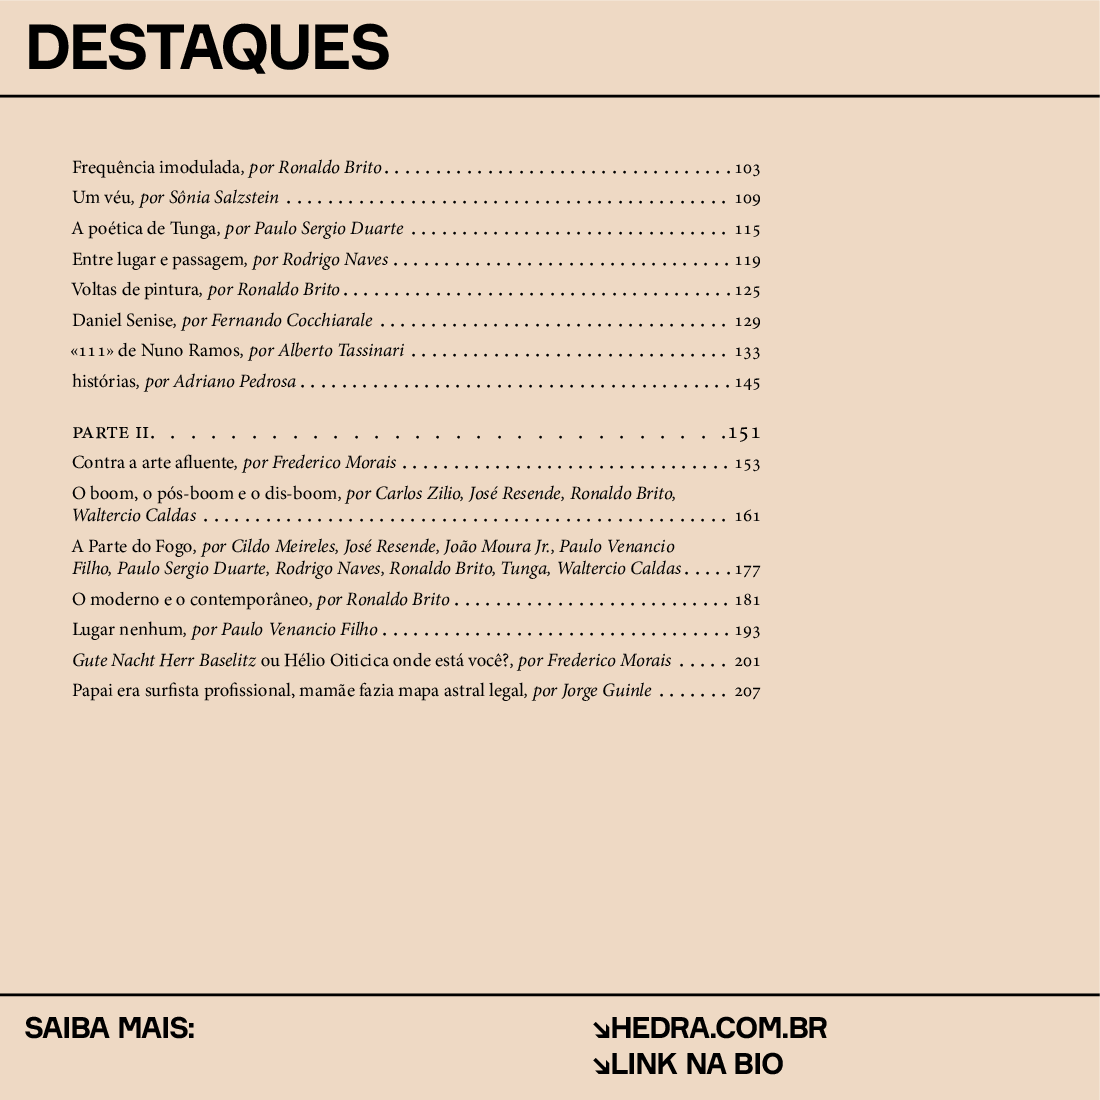 DESTAQUES
Frequência imodulada, por Ronaldo Brito . . . . . . . . . . . . . . . . . . . . . . . . . . . . 103
Um véu, por Sônia Salzstein . . . . . . . . . . . . . . . . . . . . . . . . . . . . . . . . . . . 109
A poética de Tunga, por Paulo Sergio Duarte . . . . . . . . . . . . . . . . . . . . . . . . . 115
Entre lugar e passagem, por Rodrigo Naves . . . . . . . . . . . . . . . . . . . . . . . . . . . 119
Voltas de pintura, por Ronaldo Brito . . . . . . . . . . . . . . . . . . . . . . . . . . . . . . 125
Daniel Senise, por Fernando Cocchiarale . . . . . . . . . . . . . . . . . . . . . . . . . . . . 129
«111» de Nuno Ramos, por Alberto Tassinari . . . . . . . . . . . . . . . . . . . . . . . . . 133
histórias, por Adriano Pedrosa . . . . . . . . . . . . . . . . . . . . . . . . . . . . . . . . . . 145
PARTE II. . . . . . . . . . . . . . . . . . . . . . . . . . . . . .151
Contra a arte afluente, por Frederico Morais . . . . . . . . . . . . . . . . . . . . . . . . . . 153
O boom, o pós-boom e o dis-boom, por Carlos Zilio, José Resende, Ronaldo Brito,
Waltercio Caldas . . . . . . . . . . . . . . . . . . . . . . . . . . . . . . . . . . . . . . . . . 161
A Parte do Fogo, por Cildo Meireles, José Resende, João Moura Jr., Paulo Venancio
Filho, Paulo Sergio Duarte, Rodrigo Naves, Ronaldo Brito, Tunga, Waltercio Caldas . . . . . 177
O moderno e o contemporâneo, por Ronaldo Brito . . . . . . . . . . . . . . . . . . . . . . 181
Lugar nenhum, por Paulo Venancio Filho . . . . . . . . . . . . . . . . . . . . . . . . . . . . 193
Gute Nacht Herr Baselitz ou Hélio Oiticica onde está você?, por Frederico Morais . . . . . 201
Papai era surfista profissional, mamãe fazia mapa astral legal, por Jorge Guinle . . . . . . . 207
SAIBA MAIS:
↘HEDRA.COM.BR
↘LINK NA BIO